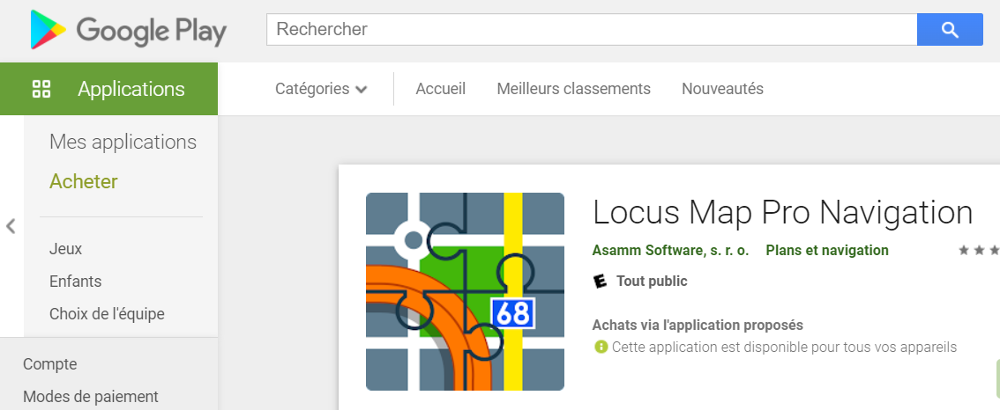 Google Play
Rechercher
Applications
Catégories
Accueil
Meilleurs classements
Nouveautés
Mes applications
Acheter
Jeux
Enfants
Choix de l'équipe
Compte
Modes de paiement
68
Locus Map Pro Navigation
Asamm Software, s. r. o. Plans et navigation
E Tout public
Achats via l'application proposés
Cette application est disponible pour tous vos appareils